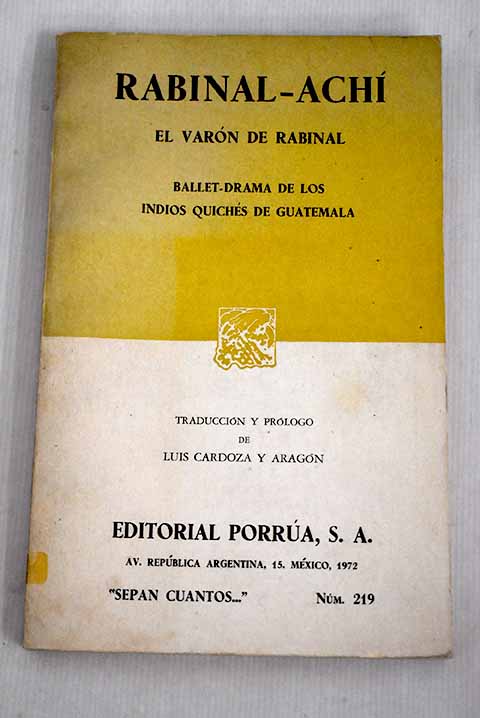 RABINAL-ACHÍ
EL VARÓN DE RABINAL
BALLET-DRAMA DE LOS
INDIOS QUICHÉS DE GUATEMALA
TRADUCCIÓN Y PRÓLOGO
DE
LUIS CARDOZA Y ARAGÓN
EDITORIAL PORRÚA, S. A.
AV. REPÚBLICA ARGENTINA, 15. MÉXICO, 1972
"SEPAN CUANTOS..." NÚM. 219